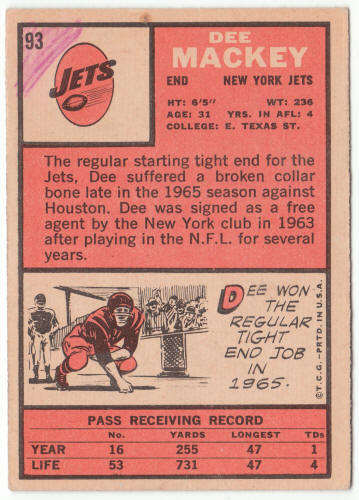 93
JETS
DEE
MACKEY
END NEW YORK JETS
HT: 6'5" WT: 236
AGE: 31 YRS. IN AFL: 4
COLLEGE: E. TEXAS ST.
The regular starting tight end for the
Jets, Dee suffered a broken collar
bone late in the 1965 season against
Houston. Dee was signed as a free
agent by the New York club in 1963
after playing in the N.F.L. for several
years.
DEE WON
THE
REGULAR
TIGHT
END JOB
IN
1965.
©T.C.G.-PRTD. IN U.S.A.
PASS RECEIVING RECORD
No. YARDS LONGEST TDs
YEAR 16 255 47 1
LIFE 53 731 47 4